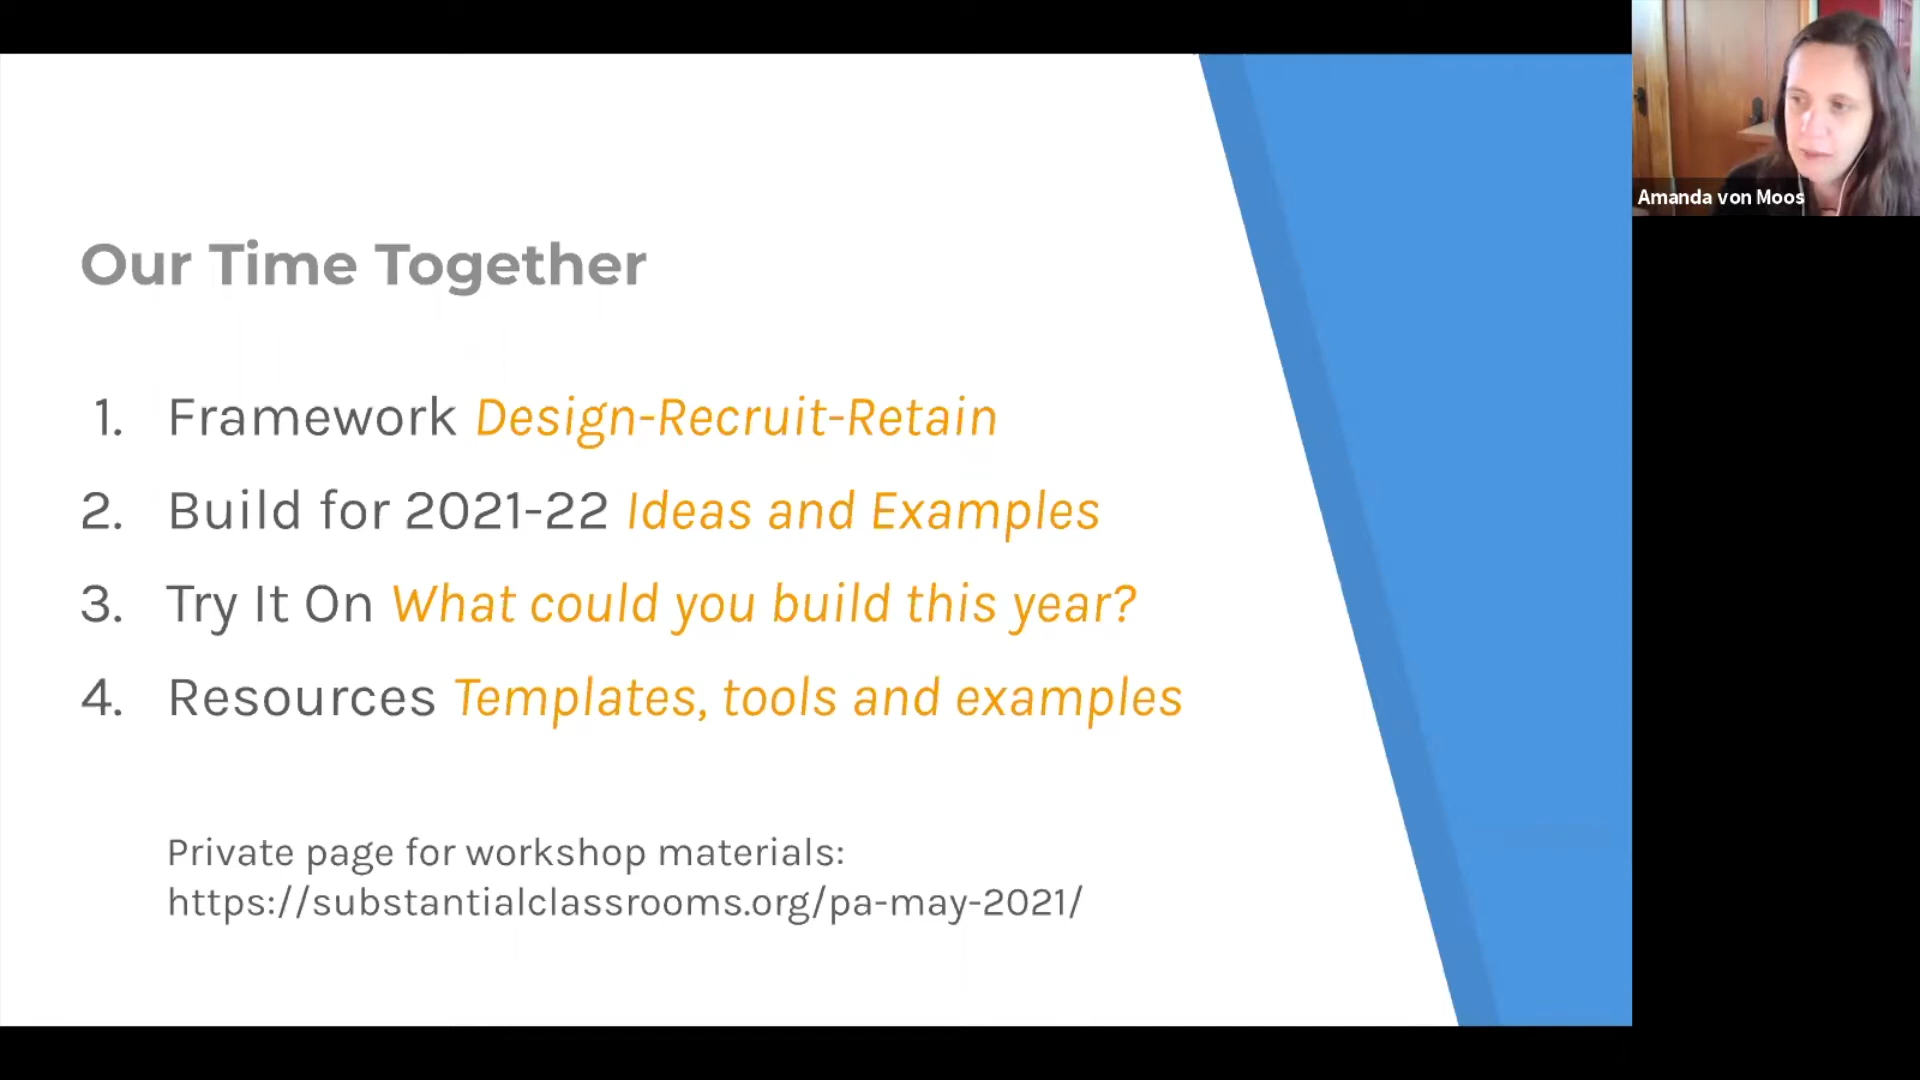 Our Time Together
1. Framework Design-Recruit-Retain
2. Build for 2021-22 Ideas and Examples
3. Try It On What could you build this year?
4. Resources Templates, tools and examples
Private page for workshop materials:
https://substantialclassrooms.org/pa-may-2021/
Amanda von Moos